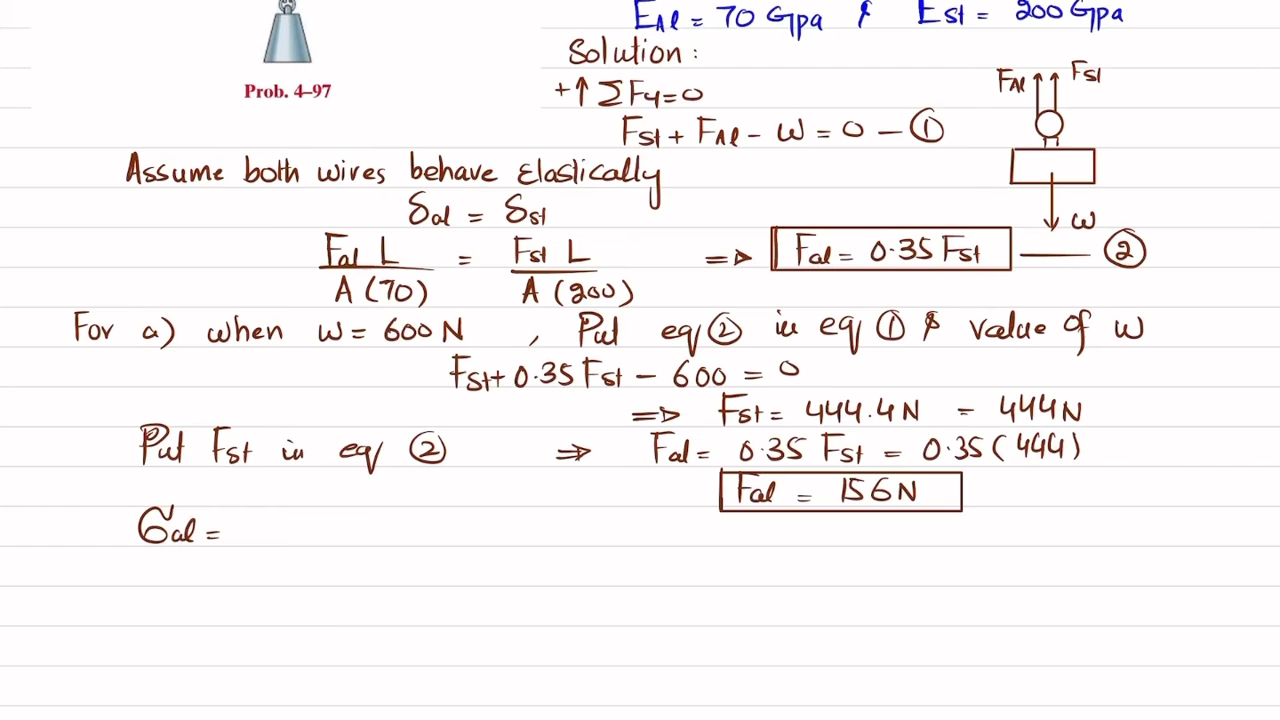 EAl = 70 Gpa & Est = 200 Gpa
Solution :
+↑ ΣFy=0
FAl Fst
Prob. 4–97
Fst + FAl - W = 0 — ①
Assume both wires behave Elastically
W
δal = δst
Fal L / A (70) = Fst L / A (200) => Fal = 0.35 Fst — ②
For a) when W = 600 N , Put eq ② in eq ① & value of W
Fst + 0.35 Fst - 600 = 0
=> Fst = 444.4 N = 444 N
Put Fst in eq ② => Fal = 0.35 Fst = 0.35 (444)
Fal = 156 N
σal =